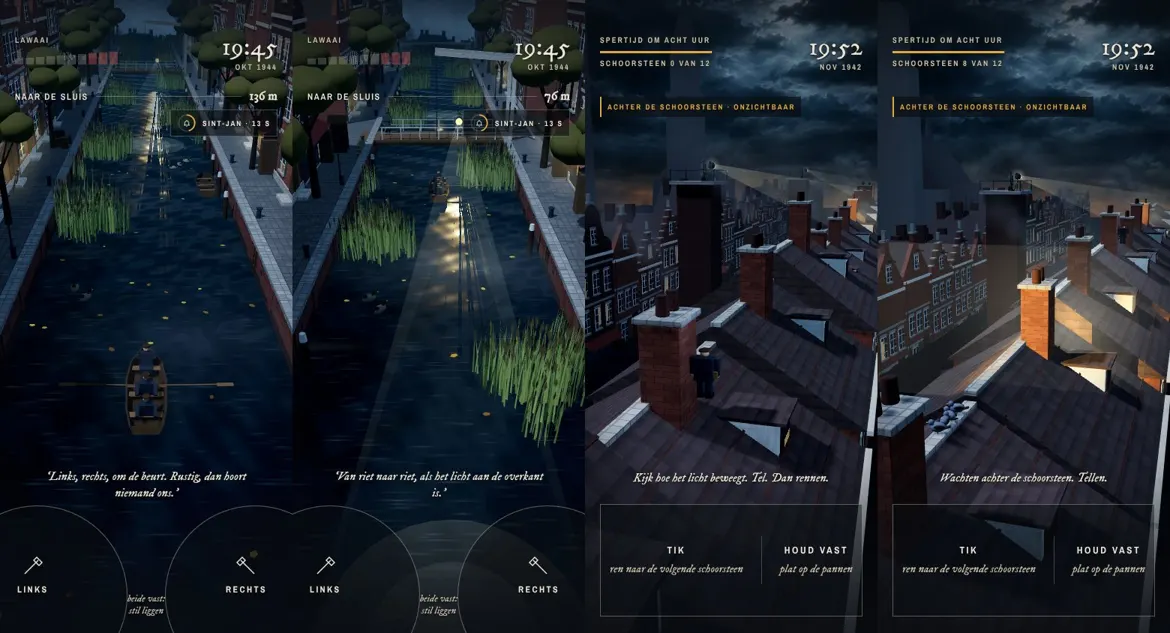 LAWAAI
19:45
OKT 1944
NAAR DE SLUIS
136 m
SINT-JAN · 13 S
'Links, rechts, om de beurt. Rustig, dan hoort
niemand ons.'
LINKS
RECHTS
beide vast:
stil liggen
LAWAAI
19:45
OKT 1944
NAAR DE SLUIS
76 m
SINT-JAN · 13 S
'Van riet naar riet, als het licht aan de overkant
is.'
LINKS
RECHTS
beide vast:
stil liggen
SPERTIJD OM ACHT UUR
19:52
SCHOORSTEEN 0 VAN 12
NOV 1942
ACHTER DE SCHOORSTEEN · ONZICHTBAAR
Kijk hoe het licht beweegt. Tel. Dan rennen.
TIK
HOUD VAST
ren naar de volgende schoorsteen
plat op de pannen
SPERTIJD OM ACHT UUR
19:52
SCHOORSTEEN 8 VAN 12
NOV 1942
ACHTER DE SCHOORSTEEN · ONZICHTBAAR
Wachten achter de schoorsteen. Tellen.
TIK
HOUD VAST
ren naar de volgende schoorsteen
plat op de pannen